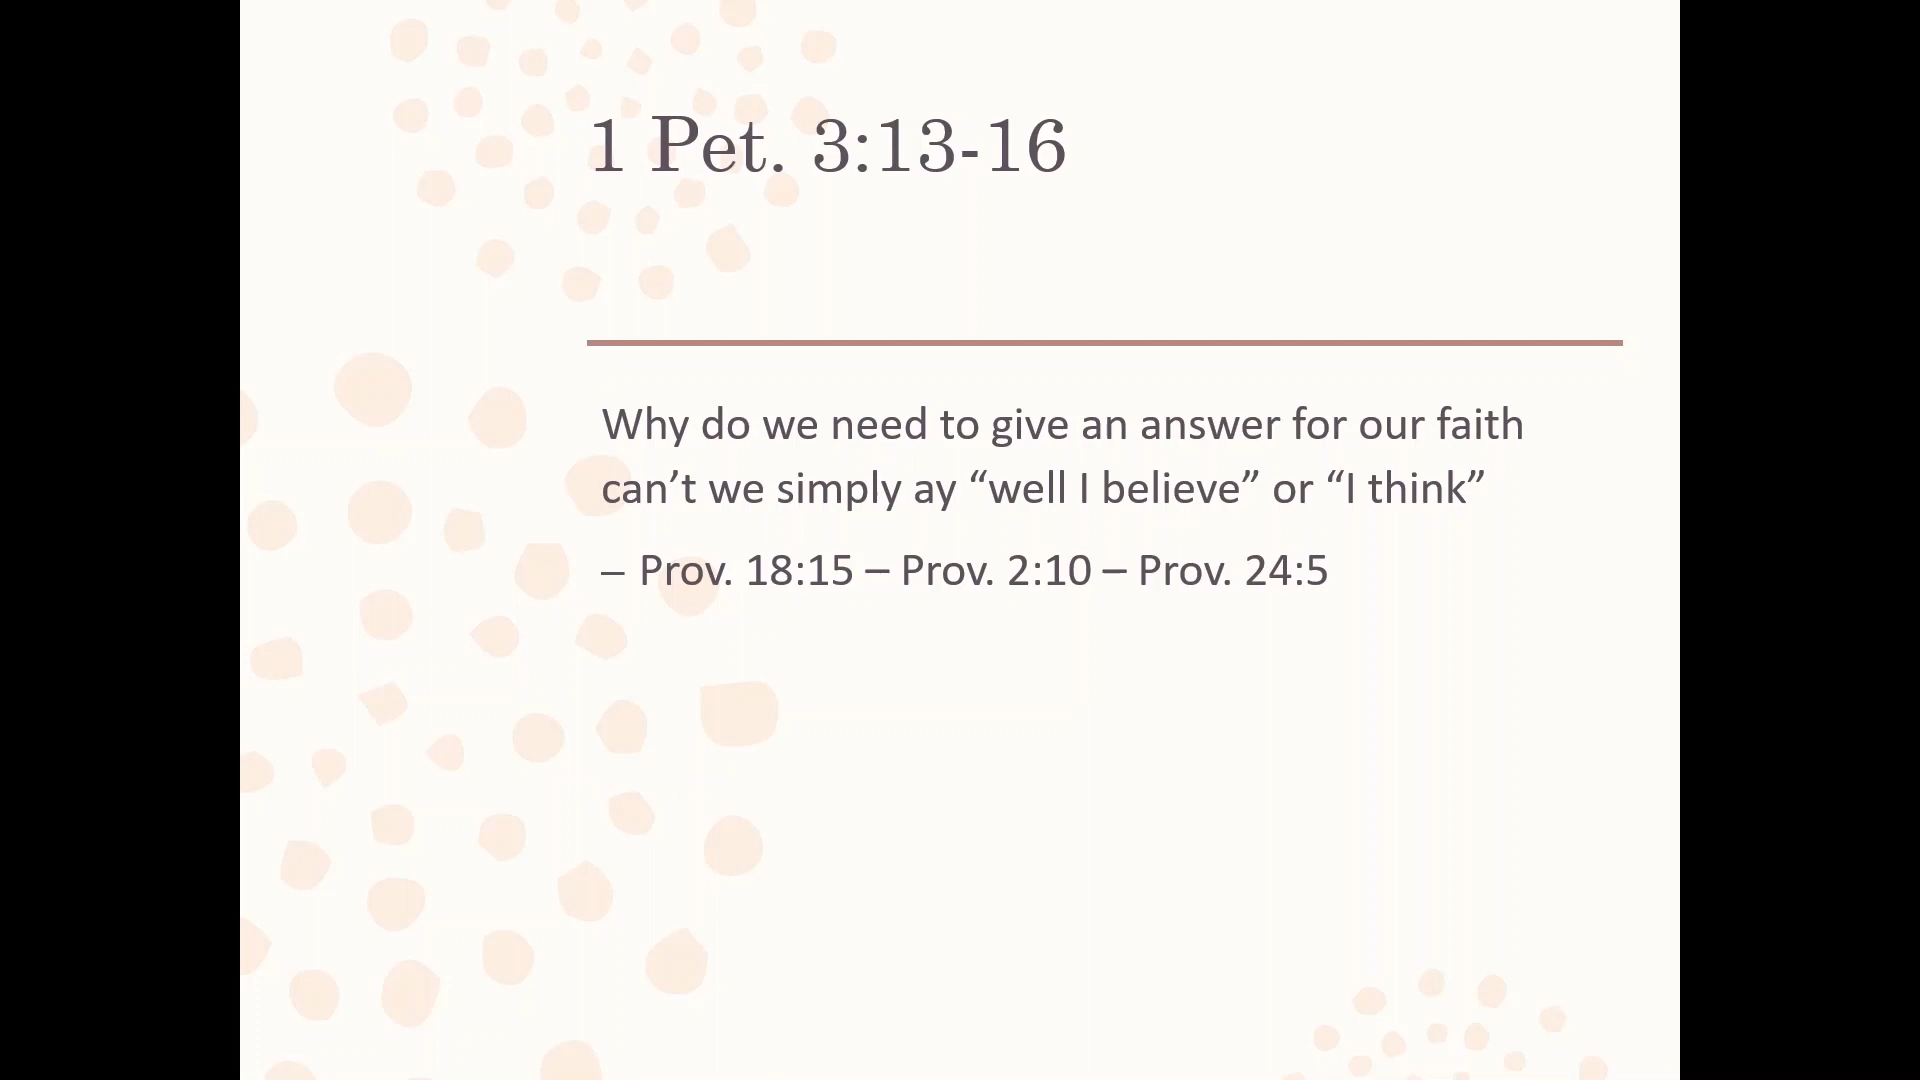 1 Pet. 3:13-16
Why do we need to give an answer for our faith
can’t we simply ay “well I believe” or “I think”
– Prov. 18:15 – Prov. 2:10 – Prov. 24:5